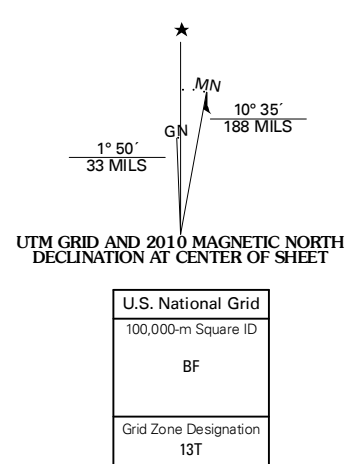 ★
MN
GN
10° 35´
188 MILS
1° 50´
33 MILS
UTM GRID AND 2010 MAGNETIC NORTH
DECLINATION AT CENTER OF SHEET
U.S. National Grid
100,000-m Square ID
BF
Grid Zone Designation
13T